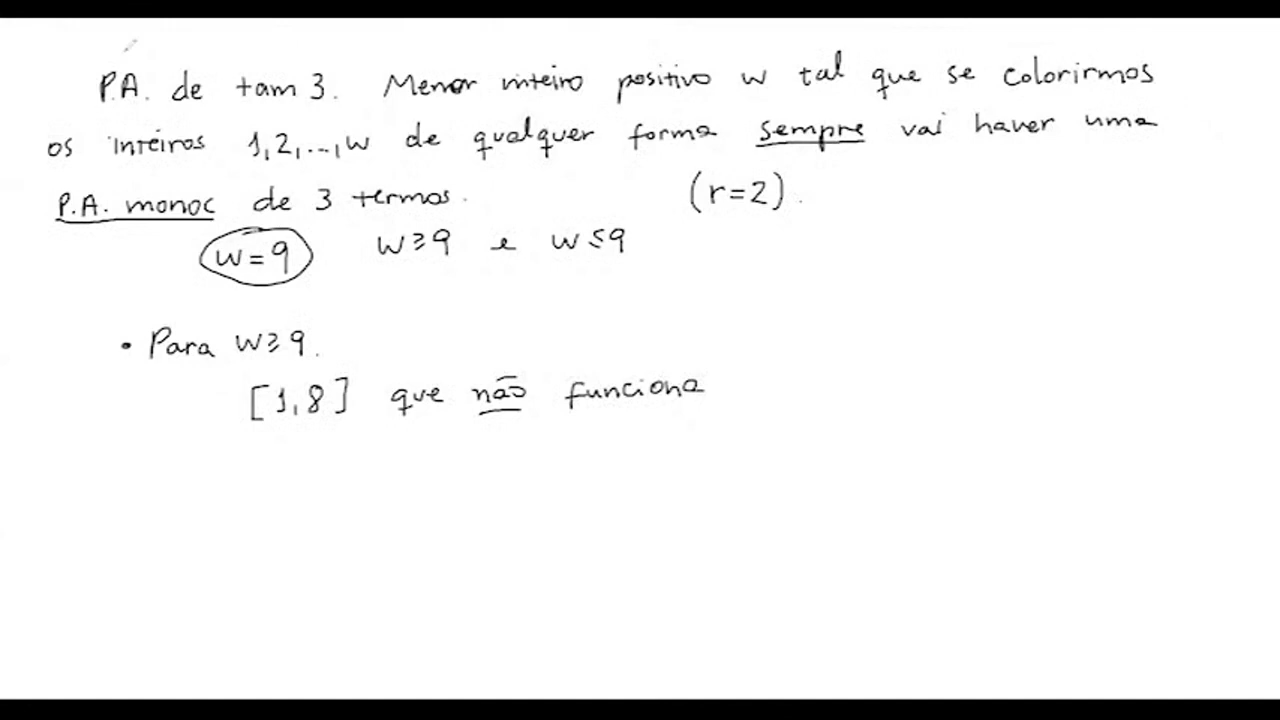 P.A. de tam 3. Menor inteiro positivo w tal que se colorirmos
os inteiros 1,2,...,w de qualquer forma sempre vai haver uma
P.A. monoc de 3 termos. (r=2).
w=9 w≥9 e w≤9
• Para w≥9.
[1,8] que não funciona